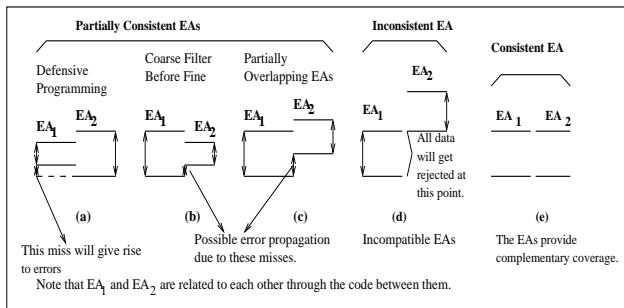 Partially Consistent EAs
Inconsistent EA
Consistent EA
Defensive
Programming
Coarse Filter
Before Fine
Partially
Overlapping EAs
EA1
EA2
EA1
EA2
EA1
EA2
EA1
EA2
EA 1
EA 2
All data
will get
rejected at
this point.
(a)
(b)
(c)
(d)
(e)
This miss will give rise
to errors
Possible error propagation
due to these misses.
Incompatible EAs
The EAs provide
complementary coverage.
Note that EA1 and EA2 are related to each other through the code between them.